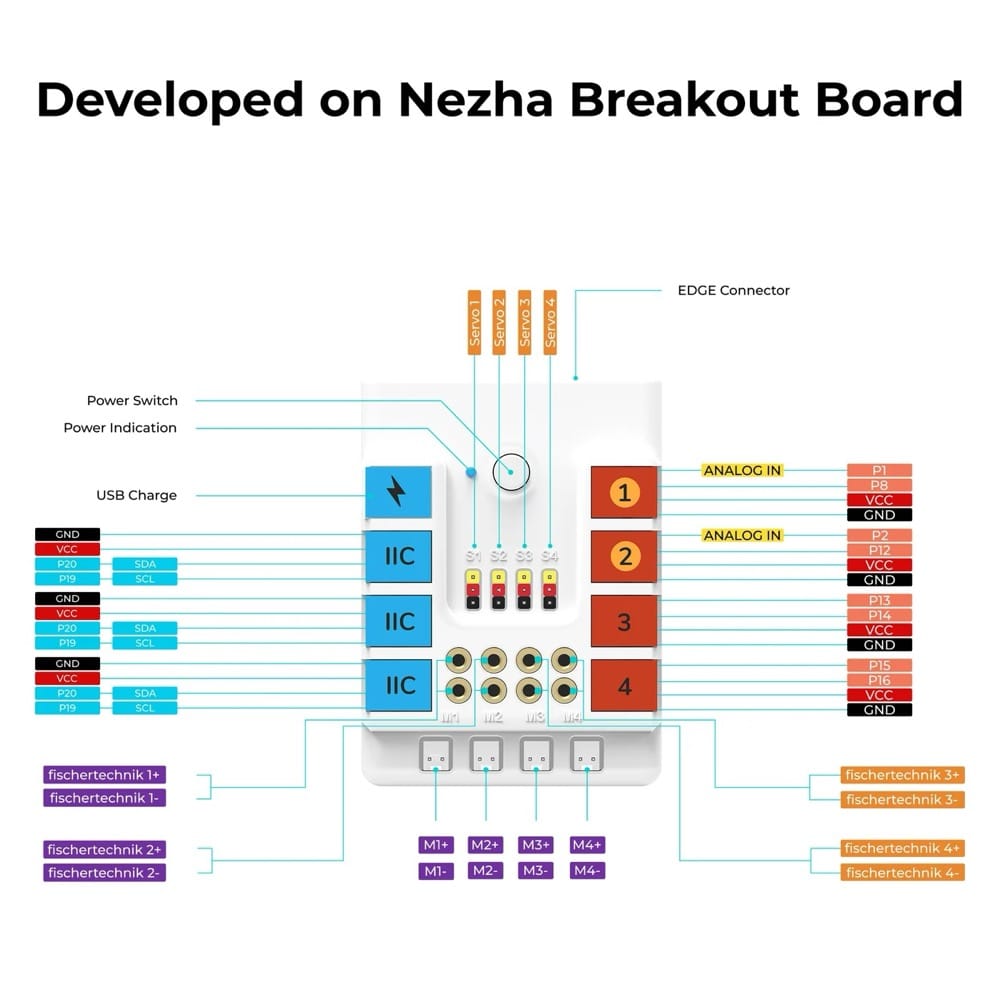 Developed on Nezha Breakout Board
Servo 1
Servo 2
Servo 3
Servo 4
EDGE Connector
Power Switch
Power Indication
USB Charge
GND
VCC
P20 SDA
P19 SCL
GND
VCC
P20 SDA
P19 SCL
GND
VCC
P20 SDA
P19 SCL
IIC
IIC
IIC
S1 S2 S3 S4
1
2
3
4
ANALOG IN P1
P8
VCC
GND
ANALOG IN P2
P12
VCC
GND
P13
P14
VCC
GND
P15
P16
VCC
GND
M1 M2 M3 M4
fischertechnik 1+
fischertechnik 1-
fischertechnik 2+
fischertechnik 2-
M1+ M2+ M3+ M4+
M1- M2- M3- M4-
fischertechnik 3+
fischertechnik 3-
fischertechnik 4+
fischertechnik 4-